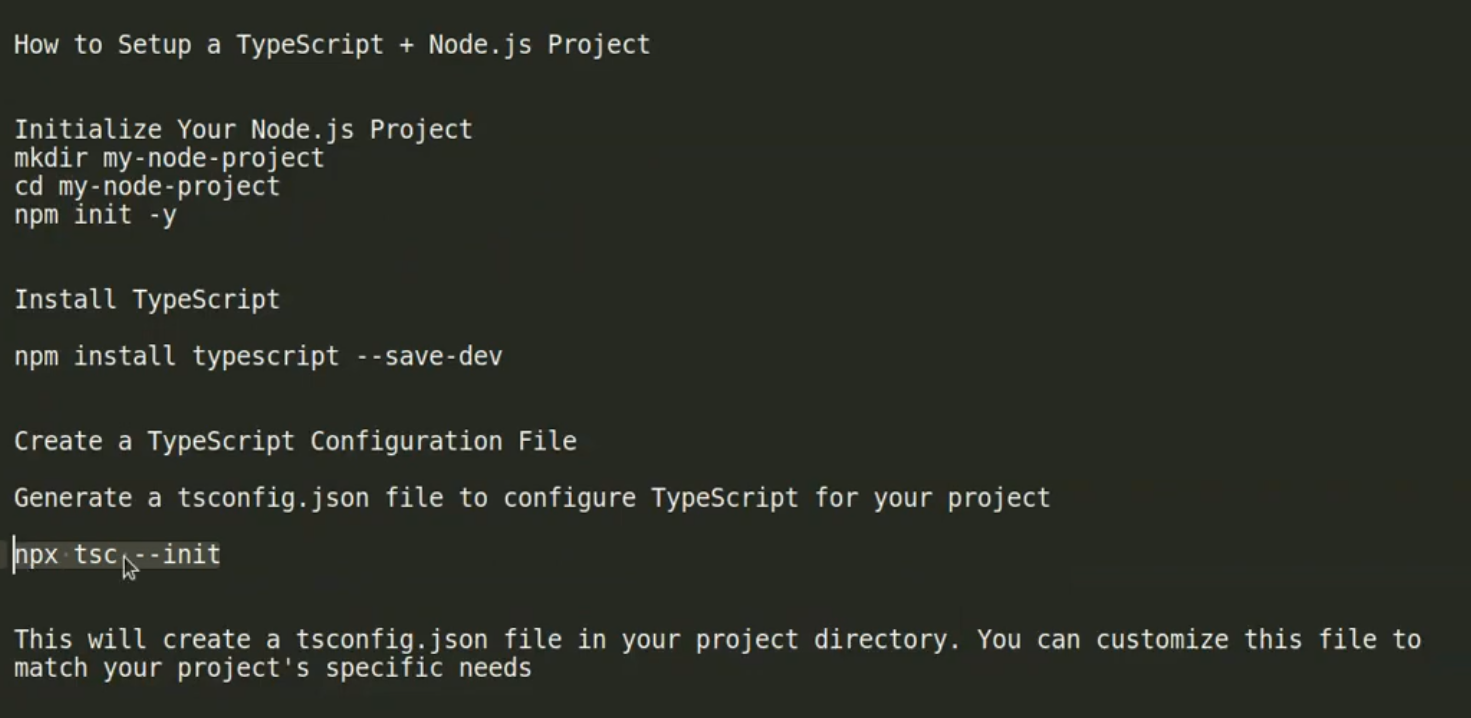 How to Setup a TypeScript + Node.js Project
Initialize Your Node.js Project
mkdir my-node-project
cd my-node-project
npm init -y
Install TypeScript
npm install typescript --save-dev
Create a TypeScript Configuration File
Generate a tsconfig.json file to configure TypeScript for your project
npx tsc --init
This will create a tsconfig.json file in your project directory. You can customize this file to
match your project's specific needs